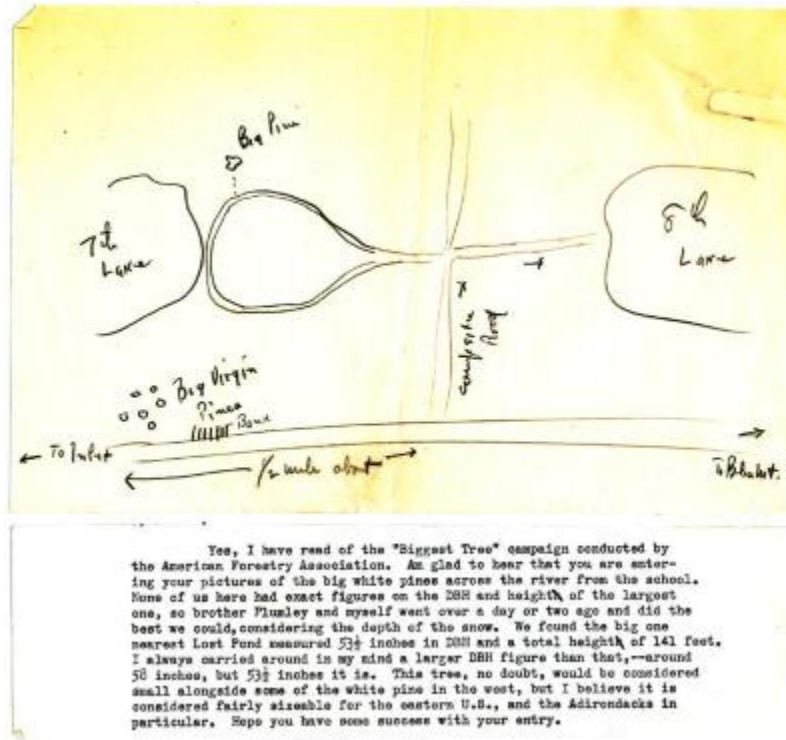 Big Pine
7th
Lake
8th
Lake
Campsite
Road
Big Virgin
Pines
To Inlet
1/2 mile about
Yes, I have read of the "Biggest Tree" campaign conducted by
the American Forestry Association. Am glad to hear that you are enter-
ing your pictures of the big white pines across the river from the school.
None of us here had exact figures on the DBH and height of the largest
one, so brother Plumley and myself went over a day or two ago and did the
best we could, considering the depth of the snow. We found the big one
nearest Lost Pond measured 53½ inches in DBH and a total height of 141 feet.
I always carried around in my mind a larger DBH figure than that,--around
58 inches, but 53½ inches it is. This tree, no doubt, would be considered
small alongside some of the white pine in the west, but I believe it is
considered fairly sizeable for the eastern U.S., and the Adirondacks in
particular. Hope you have some success with your entry.